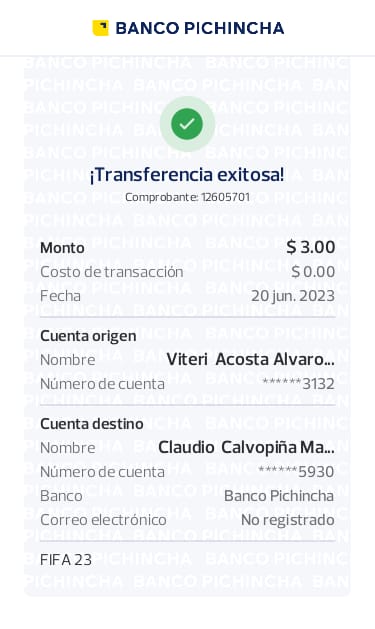 BANCO PICHINCHA
¡Transferencia exitosa!
Comprobante: 12605701
Monto $ 3.00
Costo de transacción $ 0.00
Fecha 20 jun. 2023
Cuenta origen
Nombre Viteri Acosta Alvaro...
Número de cuenta ******3132
Cuenta destino
Nombre Claudio Calvopiña Ma...
Número de cuenta ******5930
Banco Banco Pichincha
Correo electrónico No registrado
FIFA 23